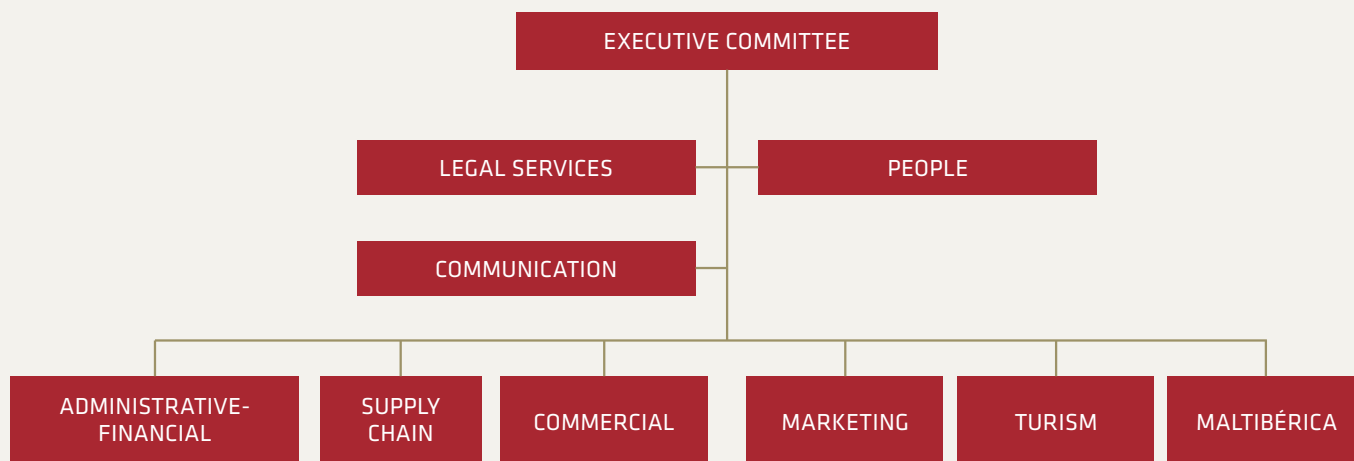 EXECUTIVE COMMITTEE
LEGAL SERVICES
PEOPLE
COMMUNICATION
ADMINISTRATIVE-
FINANCIAL
SUPPLY
CHAIN
COMMERCIAL
MARKETING
TURISM
MALTIBÉRICA